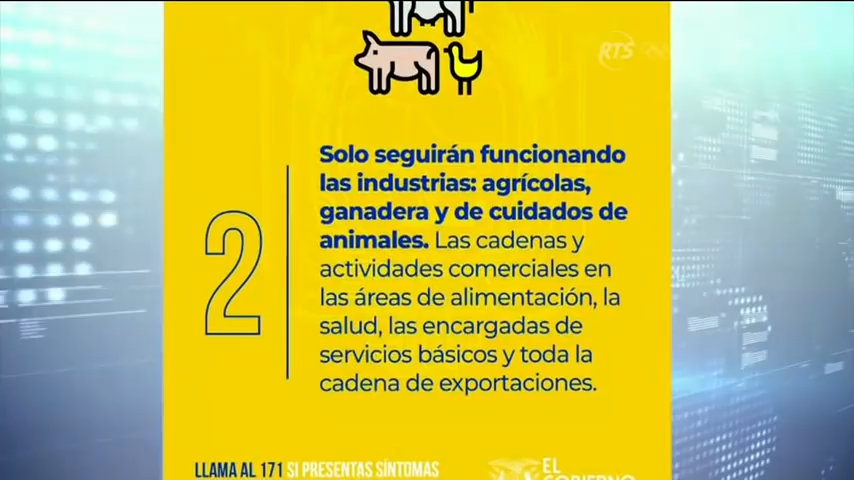 RTS
2
Solo seguirán funcionando
las industrias: agrícolas,
ganadera y de cuidados de
animales. Las cadenas y
actividades comerciales en
las áreas de alimentación, la
salud, las encargadas de
servicios básicos y toda la
cadena de exportaciones.
LLAMA AL 171 SI PRESENTAS SÍNTOMAS
EL
GOBIERNO